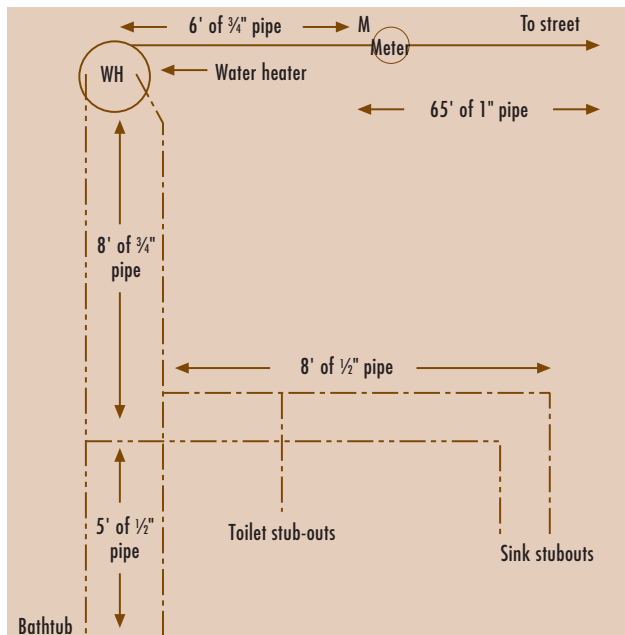 6' of ¾" pipe
M
Meter
To street
WH
Water heater
65' of 1" pipe
8' of ¾"
pipe
8' of ½" pipe
5' of ½"
pipe
Toilet stub-outs
Sink stubouts
Bathtub